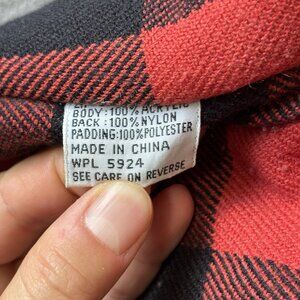 BODY:100% ACRYLIC
BACK:100% NYLON
PADDING:100%POLYESTER
MADE IN CHINA
WPL 5924
SEE CARE ON REVERSE